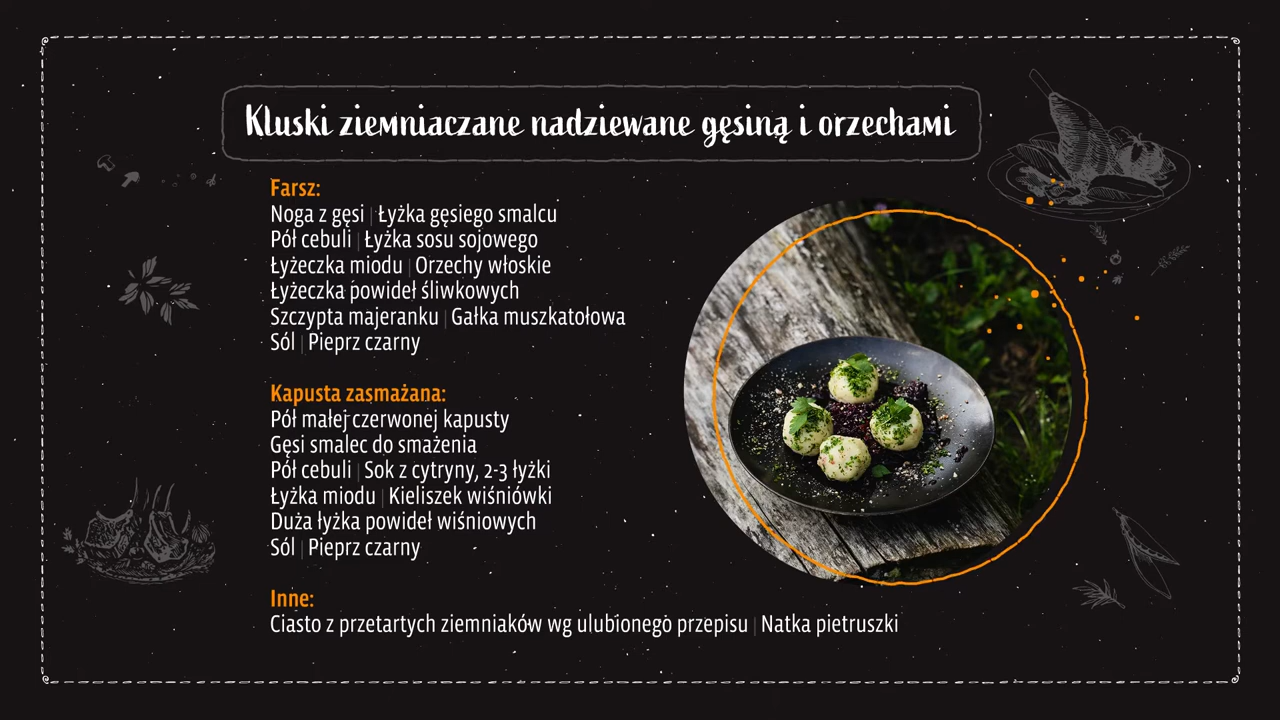 Kluski ziemniaczane nadziewane gęsiną i orzechami
Farsz:
Noga z gęsi | Łyżka gęsiego smalcu
Pół cebuli | Łyżka sosu sojowego
Łyżeczka miodu | Orzechy włoskie
Łyżeczka powideł śliwkowych
Szczypta majeranku | Gałka muszkatołowa
Sól | Pieprz czarny
Kapusta zasmażana:
Pół małej czerwonej kapusty
Gęsi smalec do smażenia
Pół cebuli | Sok z cytryny, 2-3 łyżki
Łyżka miodu | Kieliszek wiśniówki
Duża łyżka powideł wiśniowych
Sól | Pieprz czarny
Inne:
Ciasto z przetartych ziemniaków wg ulubionego przepisu | Natka pietruszki